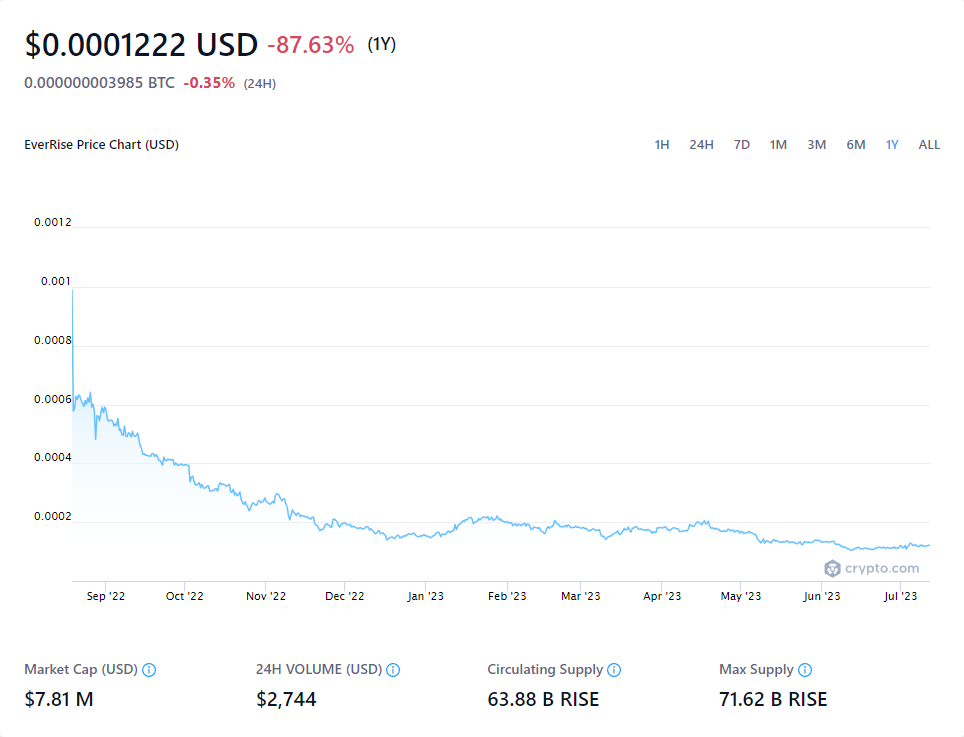 $0.0001222 USD -87.63% (1Y)
0.000000003985 BTC -0.35% (24H)
EverRise Price Chart (USD) 1H 24H 7D 1M 3M 6M 1Y ALL
0.0012
0.001
0.0008
0.0006
0.0004
0.0002
crypto.com
Sep '22 Oct '22 Nov '22 Dec '22 Jan '23 Feb '23 Mar '23 Apr '23 May '23 Jun '23 Jul '23
Market Cap (USD) 24H VOLUME (USD) Circulating Supply Max Supply
$7.81 M $2,744 63.88 B RISE 71.62 B RISE